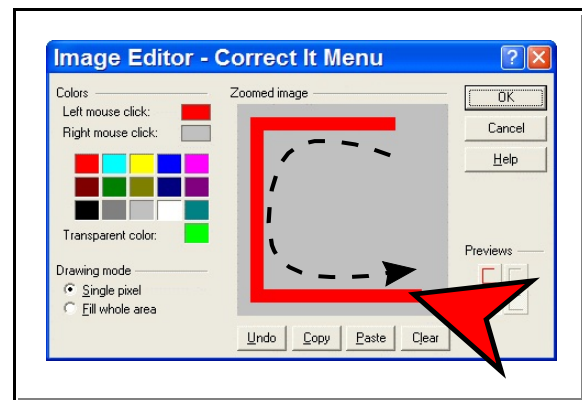 Image Editor - Correct It Menu
Colors
Left mouse click:
Right mouse click:
Transparent color:
Drawing mode
Single pixel
Fill whole area
Zoomed image
Undo
Copy
Paste
Clear
OK
Cancel
Help
Previews